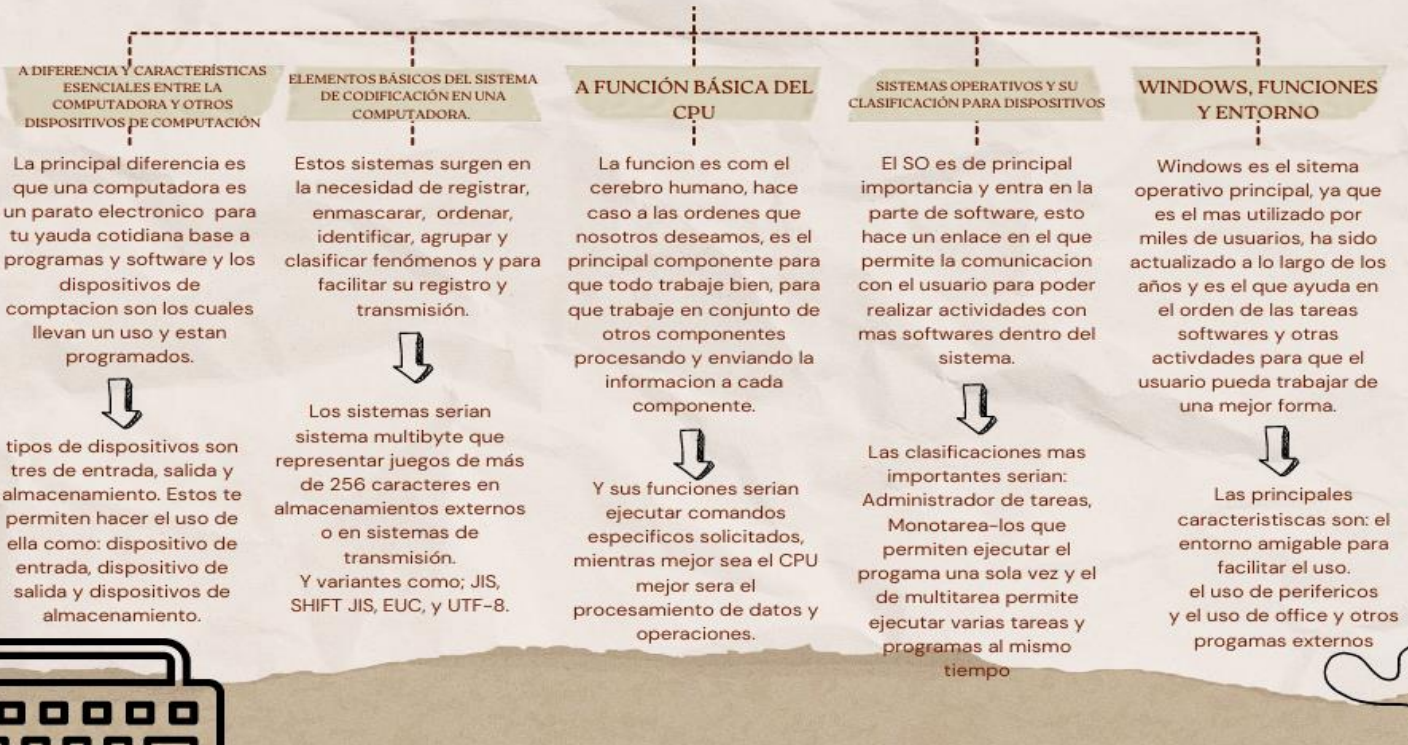 A DIFERENCIA Y CARACTERÍSTICAS
ESENCIALES ENTRE LA
COMPUTADORA Y OTROS
DISPOSITIVOS DE COMPUTACIÓN
La principal diferencia es
que una computadora es
un parato electronico para
tu yauda cotidiana base a
programas y software y los
dispositivos de
comptacion son los cuales
llevan un uso y estan
programados.
tipos de dispositivos son
tres de entrada, salida y
almacenamiento. Estos te
permiten hacer el uso de
ella como: dispositivo de
entrada, dispositivo de
salida y dispositivos de
almacenamiento.
ELEMENTOS BÁSICOS DEL SISTEMA
DE CODIFICACIÓN EN UNA
COMPUTADORA.
Estos sistemas surgen en
la necesidad de registrar,
enmascarar, ordenar,
identificar, agrupar y
clasificar fenómenos y para
facilitar su registro y
transmisión.
Los sistemas serian
sistema multibyte que
representar juegos de más
de 256 caracteres en
almacenamientos externos
o en sistemas de
transmisión.
Y variantes como; JIS,
SHIFT JIS, EUC, y UTF-8.
A FUNCIÓN BÁSICA DEL
CPU
La funcion es com el
cerebro humano, hace
caso a las ordenes que
nosotros deseamos, es el
principal componente para
que todo trabaje bien, para
que trabaje en conjunto de
otros componentes
procesando y enviando la
informacion a cada
componente.
Y sus funciones serian
ejecutar comandos
especificos solicitados,
mientras mejor sea el CPU
mejor sera el
procesamiento de datos y
operaciones.
SISTEMAS OPERATIVOS Y SU
CLASIFICACIÓN PARA DISPOSITIVOS
El SO es de principal
importancia y entra en la
parte de software, esto
hace un enlace en el que
permite la comunicacion
con el usuario para poder
realizar actividades con
mas softwares dentro del
sistema.
Las clasificaciones mas
importantes serian:
Administrador de tareas,
Monotarea-los que
permiten ejecutar el
progama una sola vez y el
de multitarea permite
ejecutar varias tareas y
programas al mismo
tiempo
WINDOWS, FUNCIONES
Y ENTORNO
Windows es el sitema
operativo principal, ya que
es el mas utilizado por
miles de usuarios, ha sido
actualizado a lo largo de los
años y es el que ayuda en
el orden de las tareas
softwares y otras
activdades para que el
usuario pueda trabajar de
una mejor forma.
Las principales
caracteristiscas son: el
entorno amigable para
facilitar el uso.
el uso de perifericos
y el uso de office y otros
progamas externos